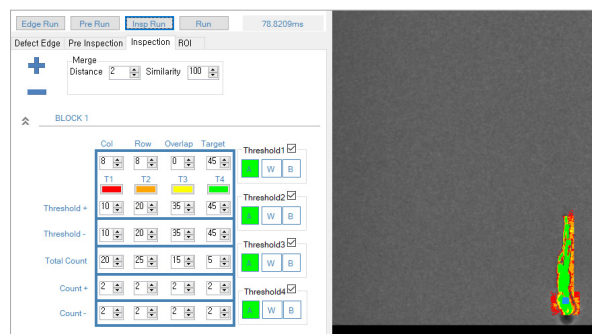 Edge Run Pre Run Insp Run Run 78.8209ms
Defect Edge Pre Inspection Inspection ROI
Merge
Distance 2 Similarity 100
BLOCK 1
Col Row Overlap Target
8 8 0 45
T1 T2 T3 T4
Threshold + 10 20 35 45
Threshold - 10 20 35 45
Total Count 20 25 15 5
Count + 2 2 2 2
Count - 2 2 2 2
Threshold1
A W B
Threshold2
A W B
Threshold3
A W B
Threshold4
A W B